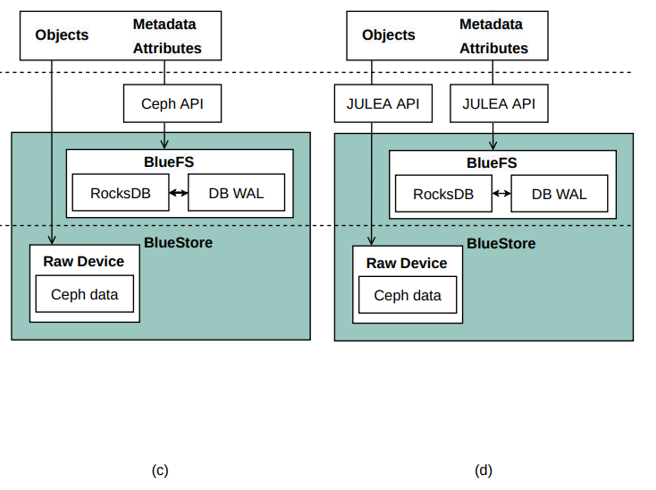 Objects
Metadata
Attributes
Ceph API
BlueFS
RocksDB
DB WAL
BlueStore
Raw Device
Ceph data
(c)
Objects
Metadata
Attributes
JULEA API
JULEA API
BlueFS
RocksDB
DB WAL
BlueStore
Raw Device
Ceph data
(d)